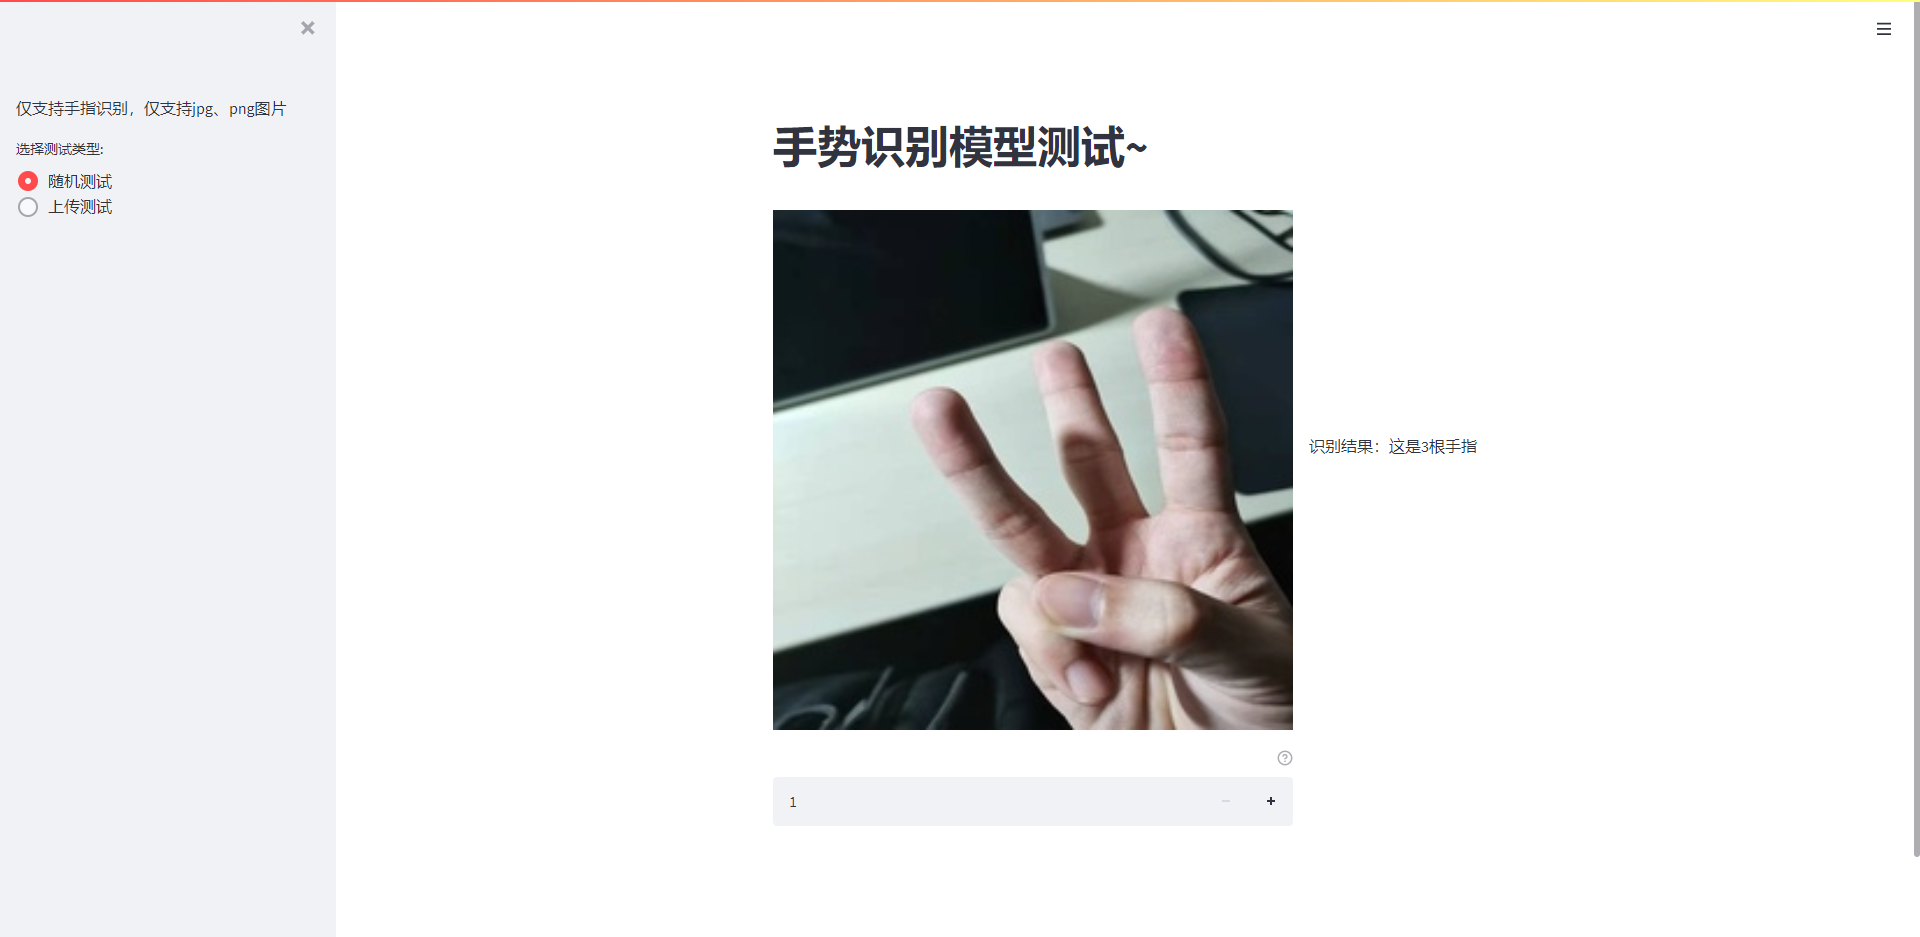 仅支持手指识别，仅支持jpg、png图片
选择测试类型:
随机测试
上传测试
手势识别模型测试~
识别结果：这是3根手指
1